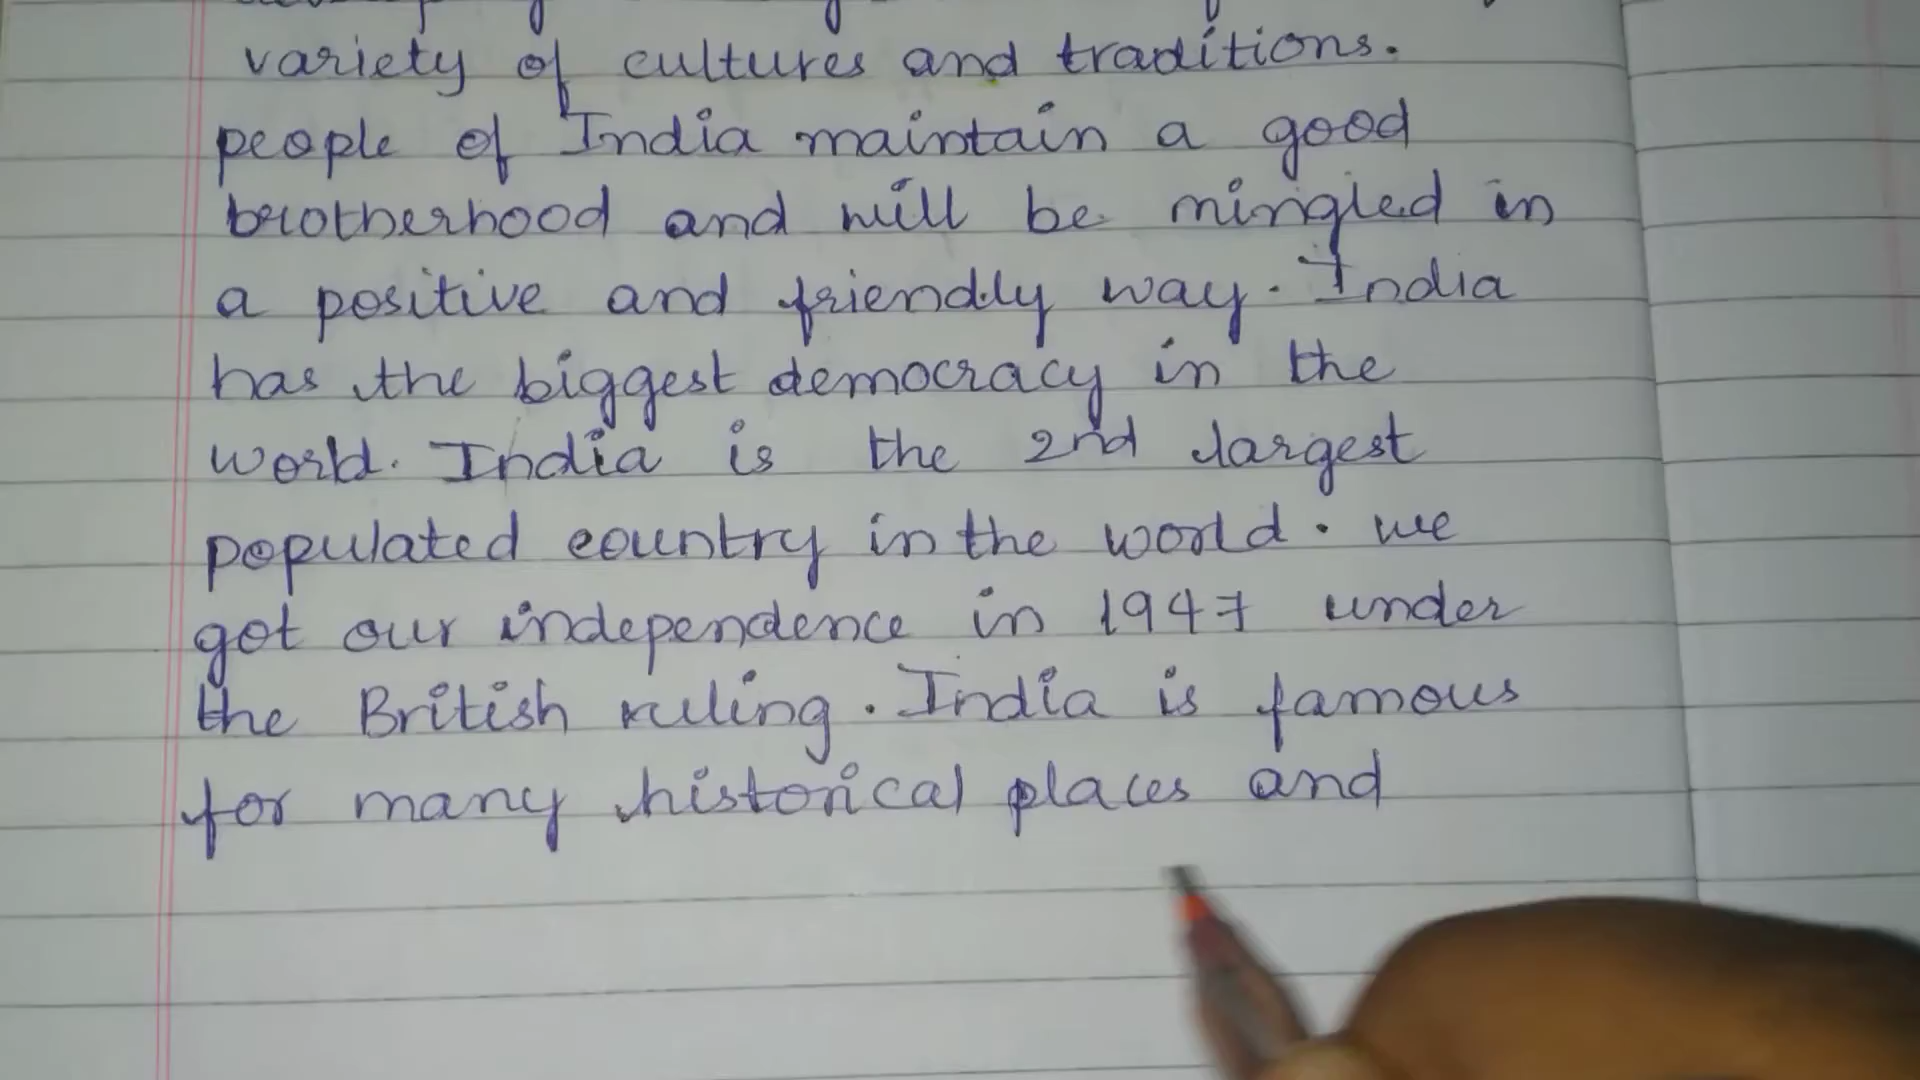 variety of cultures and traditions.
people of India maintain a good
brotherhood and will be mingled in
a positive and friendly way. India
has the biggest democracy in the
world. India is the 2nd largest
populated country in the world. we
got our independence in 1947 under
the British ruling. India is famous
for many historical places and